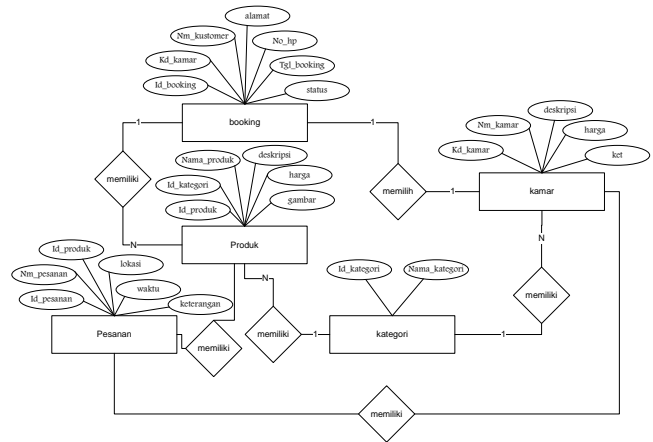 alamat
Nm_kustomer
No_hp
Kd_kamar
Tgl_booking
Id_booking
status
booking
1
1
memiliki
N
memilih
1
deskripsi
Nm_kamar
harga
Kd_kamar
ket
kamar
deskripsi
Nama_produk
harga
Id_kategori
gambar
Id_produk
Produk
N
N
memiliki
Id_produk
lokasi
Nm_pesanan
waktu
Id_pesanan
keterangan
Pesanan
memiliki
memiliki
1
Id_kategori
Nama_kategori
kategori
1
memiliki